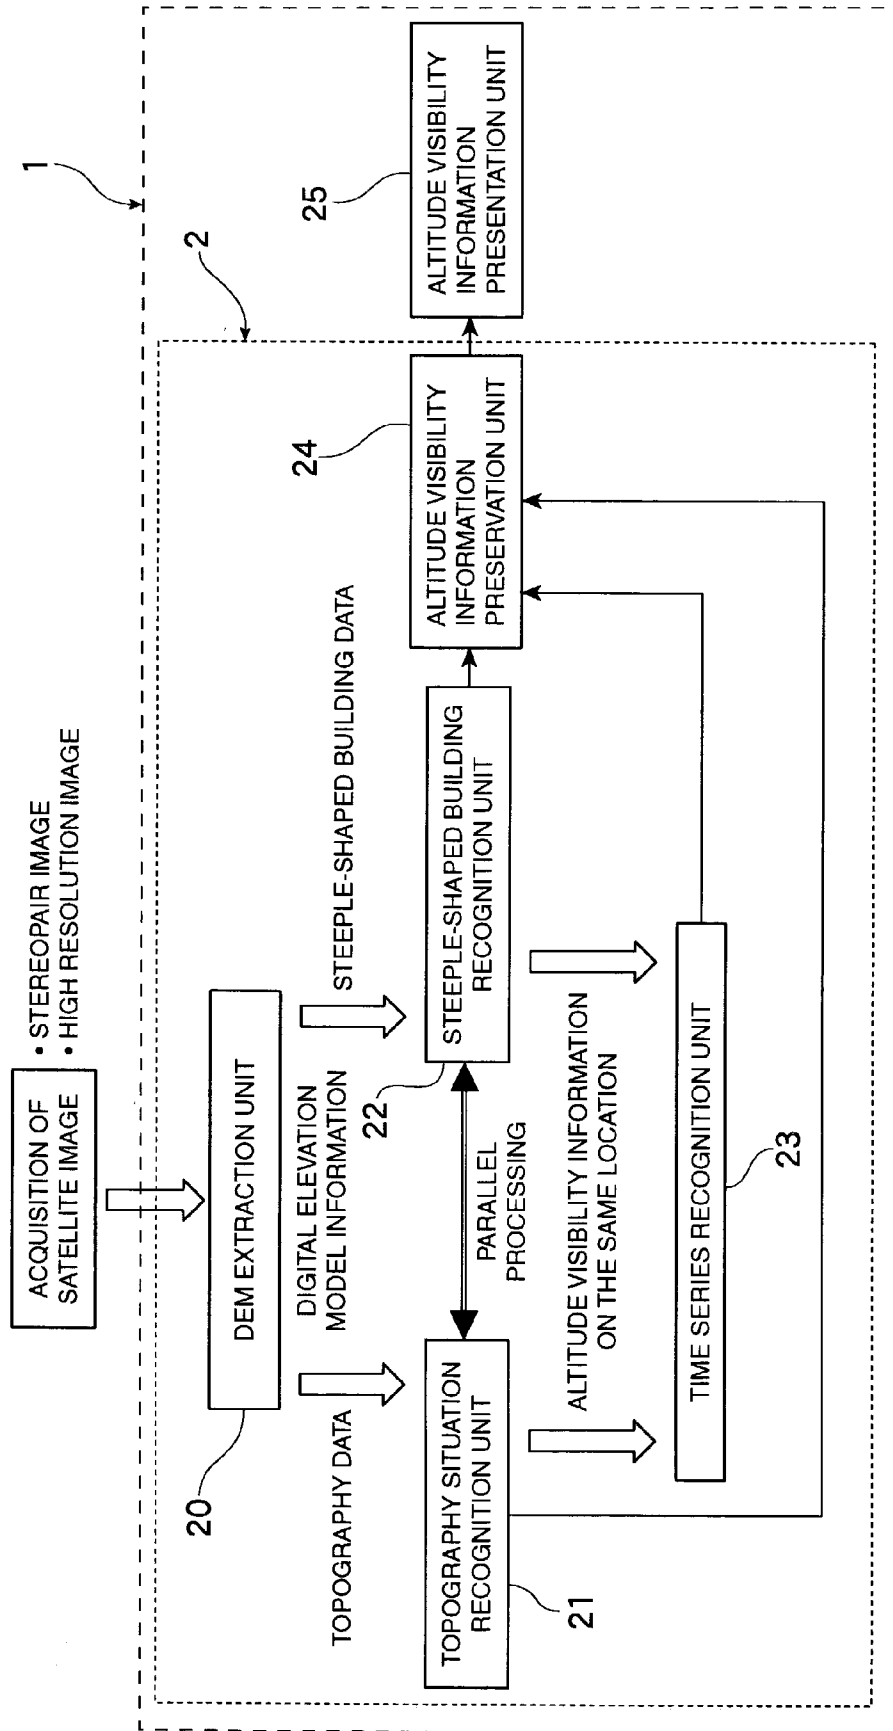 ACQUISITION OF
SATELLITE IMAGE
• STEREOPAIR IMAGE
• HIGH RESOLUTION IMAGE
1
2
DEM EXTRACTION UNIT
20
TOPOGRAPHY DATA
DIGITAL ELEVATION
MODEL INFORMATION
STEEPLE-SHAPED BUILDING DATA
TOPOGRAPHY SITUATION
RECOGNITION UNIT
21
PARALLEL
PROCESSING
22
STEEPLE-SHAPED BUILDING
RECOGNITION UNIT
24
ALTITUDE VISIBILITY
INFORMATION
PRESERVATION UNIT
25
ALTITUDE VISIBILITY
INFORMATION
PRESENTATION UNIT
ALTITUDE VISIBILITY INFORMATION
ON THE SAME LOCATION
TIME SERIES RECOGNITION UNIT
23